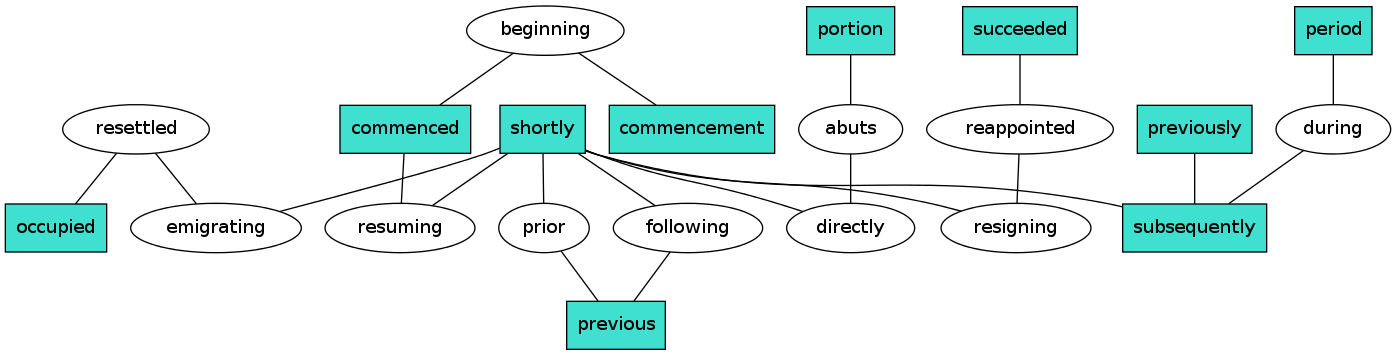 beginning
portion
succeeded
period
resettled
commenced
shortly
commencement
abuts
reappointed
previously
during
occupied
emigrating
resuming
prior
following
directly
resigning
subsequently
previous